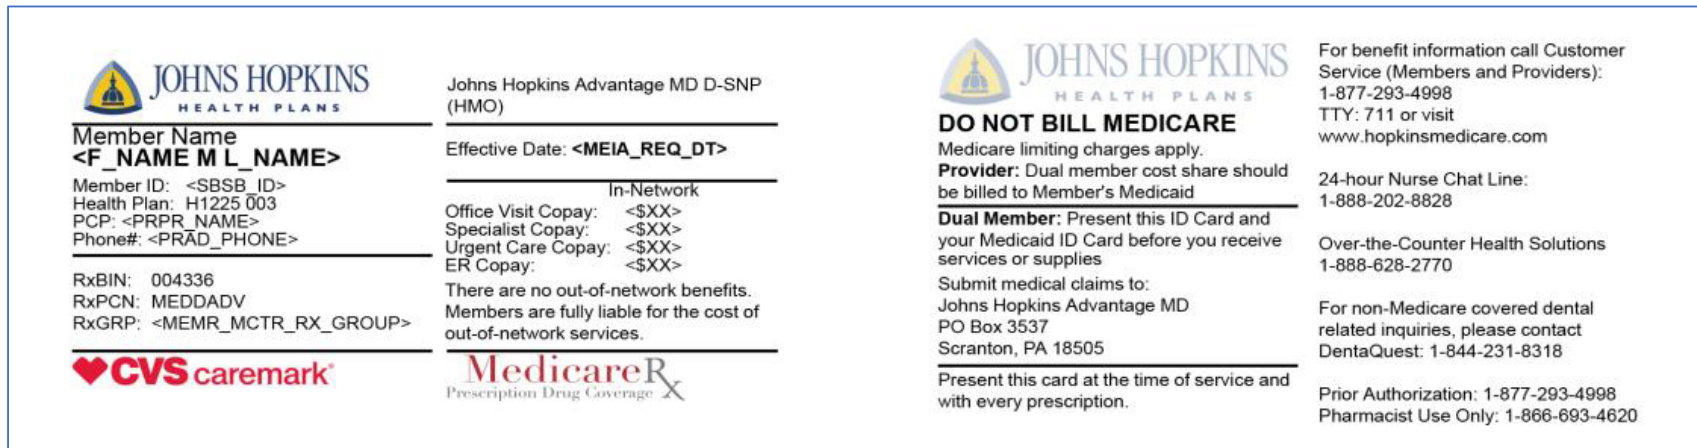 JOHNS HOPKINS
HEALTH PLANS
Member Name
<F_NAME M L_NAME>
Member ID: <SBSB_ID>
Health Plan: H1225 003
PCP: <PRPR_NAME>
Phone#: <PRAD_PHONE>
RxBIN: 004336
RxPCN: MEDDADV
RxGRP: <MEMR_MCTR_RX_GROUP>
CVS caremark®
Johns Hopkins Advantage MD D-SNP
(HMO)
Effective Date: <MEIA_REQ_DT>
In-Network
Office Visit Copay: <$XX>
Specialist Copay: <$XX>
Urgent Care Copay: <$XX>
ER Copay: <$XX>
There are no out-of-network benefits.
Members are fully liable for the cost of
out-of-network services.
MedicareRx
Prescription Drug Coverage
JOHNS HOPKINS
HEALTH PLANS
DO NOT BILL MEDICARE
Medicare limiting charges apply.
Provider: Dual member cost share should
be billed to Member's Medicaid
Dual Member: Present this ID Card and
your Medicaid ID Card before you receive
services or supplies
Submit medical claims to:
Johns Hopkins Advantage MD
PO Box 3537
Scranton, PA 18505
Present this card at the time of service and
with every prescription.
For benefit information call Customer
Service (Members and Providers):
1-877-293-4998
TTY: 711 or visit
www.hopkinsmedicare.com
24-hour Nurse Chat Line:
1-888-202-8828
Over-the-Counter Health Solutions
1-888-628-2770
For non-Medicare covered dental
related inquiries, please contact
DentaQuest: 1-844-231-8318
Prior Authorization: 1-877-293-4998
Pharmacist Use Only: 1-866-693-4620